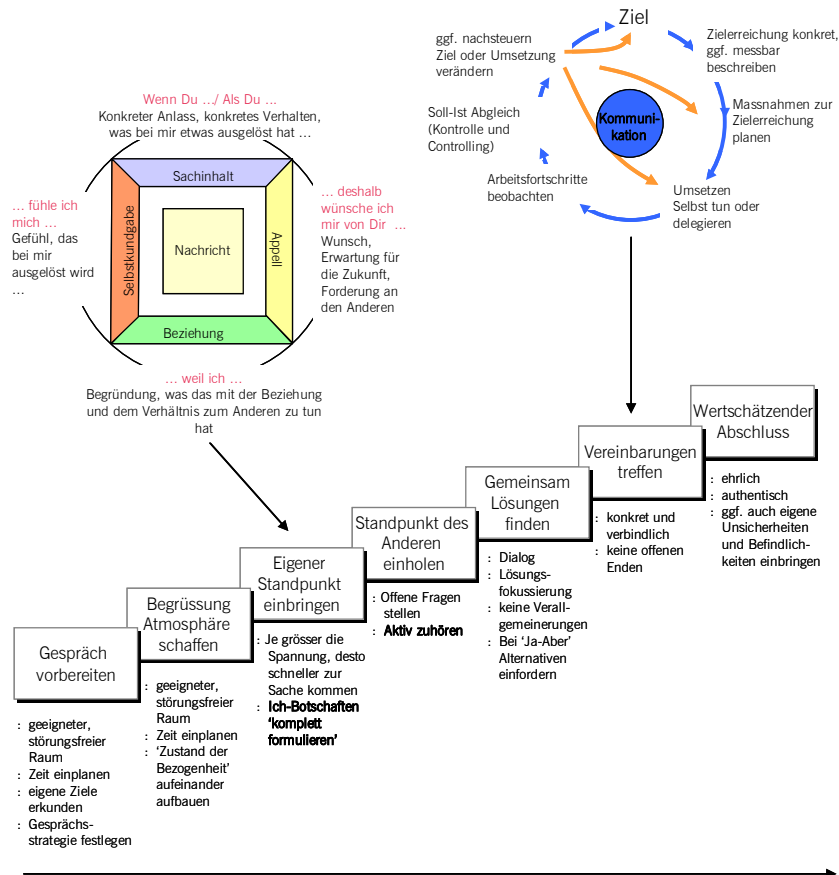 Wenn Du …/ Als Du …
Konkreter Anlass, konkretes Verhalten,
was bei mir etwas ausgelöst hat …
Sachinhalt
… fühle ich
mich …
Gefühl, das
bei mir
ausgelöst wird
…
Selbstkundgabe
Nachricht
Appell
… deshalb
wünsche ich
mir von Dir …
Wunsch,
Erwartung für
die Zukunft,
Forderung an
den Anderen
Beziehung
… weil ich …
Begründung, was das mit der Beziehung
und dem Verhältnis zum Anderen zu tun
hat
Ziel
Zielerreichung konkret,
ggf. messbar
beschreiben
Massnahmen zur
Zielerreichung
planen
Umsetzen
Selbst tun oder
delegieren
Arbeitsfortschritte
beobachten
Soll-Ist Abgleich
(Kontrolle und
Controlling)
ggf. nachsteuern
Ziel oder Umsetzung
verändern
Kommuni-
kation
Gespräch
vorbereiten
: geeigneter,
störungsfreier
Raum
: Zeit einplanen
: eigene Ziele
erkunden
: Gesprächs-
strategie festlegen
Begrüssung
Atmosphäre
schaffen
: geeigneter,
störungsfreier
Raum
: Zeit einplanen
: ‘Zustand der
Bezogenheit’
aufeinander
aufbauen
Eigener
Standpunkt
einbringen
: Je grösser die
Spannung, desto
schneller zur
Sache kommen
: Ich-Botschaften
‘komplett
formulieren’
Standpunkt des
Anderen
einholen
: Offene Fragen
stellen
: Aktiv zuhören
Gemeinsam
Lösungen
finden
: Dialog
: Lösungs-
fokussierung
: keine Verall-
gemeinerungen
: Bei ‘Ja-Aber’
Alternativen
einfordern
Vereinbarungen
treffen
: konkret und
verbindlich
: keine offenen
Enden
Wertschätzender
Abschluss
: ehrlich
: authentisch
: ggf. auch eigene
Unsicherheiten
und Befindlich-
keiten einbringen